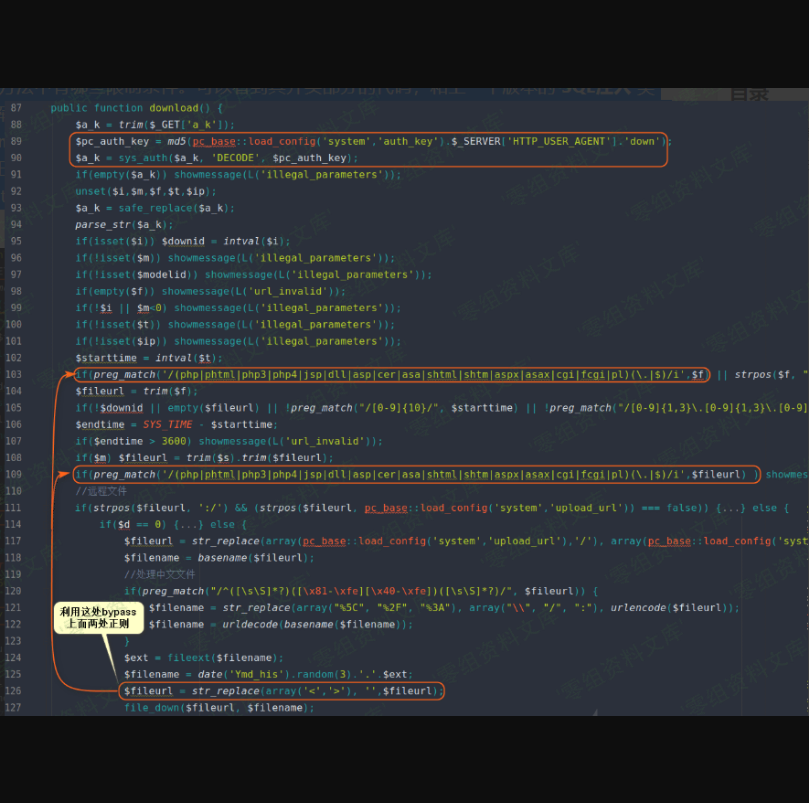 目录
87 public function download() {
88 $a_k = trim($_GET['a_k']);
89 $pc_auth_key = md5(pc_base::load_config('system','auth_key').$_SERVER['HTTP_USER_AGENT'].'down');
90 $a_k = sys_auth($a_k, 'DECODE', $pc_auth_key);
91 if(empty($a_k)) showmessage(L('illegal_parameters'));
92 unset($i,$m,$f,$t,$ip);
93 $a_k = safe_replace($a_k);
94 parse_str($a_k);
95 if(isset($i)) $downid = intval($i);
96 if(!isset($m)) showmessage(L('illegal_parameters'));
97 if(!isset($modelid)) showmessage(L('illegal_parameters'));
98 if(empty($f)) showmessage(L('url_invalid'));
99 if(!$i || $m<0) showmessage(L('illegal_parameters'));
100 if(!isset($t)) showmessage(L('illegal_parameters'));
101 if(!isset($ip)) showmessage(L('illegal_parameters'));
102 $starttime = intval($t);
103 if(preg_match('/(php|phtml|php3|php4|jsp|dll|asp|cer|asa|shtml|shtm|aspx|asax|cgi|fcgi|pl)(\.|$)/i',$f) || strpos($f, "
104 $fileurl = trim($f);
105 if(!$downid || empty($fileurl) || !preg_match("/[0-9]{10}/", $starttime) || !preg_match("/[0-9]{1,3}\.[0-9]{1,3}\.[0-9]
106 $endtime = SYS_TIME - $starttime;
107 if($endtime > 3600) showmessage(L('url_invalid'));
108 if($m) $fileurl = trim($s).trim($fileurl);
109 if(preg_match('/(php|phtml|php3|php4|jsp|dll|asp|cer|asa|shtml|shtm|aspx|asax|cgi|fcgi|pl)(\.|$)/i',$fileurl) ) showmes
110 //远程文件
111 if(strpos($fileurl, ':/') && (strpos($fileurl, pc_base::load_config('system','upload_url')) === false)) {...} else {
114 if($d == 0) {...} else {
117 $fileurl = str_replace(array(pc_base::load_config('system','upload_url'),'/'), array(pc_base::load_config('syst
118 $filename = basename($fileurl);
119 //处理中文文件
120 if(preg_match("/^([\s\S]*?)([\x81-\xfe][\x40-\xfe])([\s\S]*?)/", $fileurl)) {
121 $filename = str_replace(array("%5C", "%2F", "%3A"), array("\\", "/", ":"), urlencode($fileurl));
122 $filename = urldecode(basename($filename));
123 }
124 $ext = fileext($filename);
125 $filename = date('Ymd_his').random(3).'.'.$ext;
126 $fileurl = str_replace(array('<','>'), '',$fileurl);
127 file_down($fileurl, $filename);
利用这处bypass
上面两处正则
零组资料文库